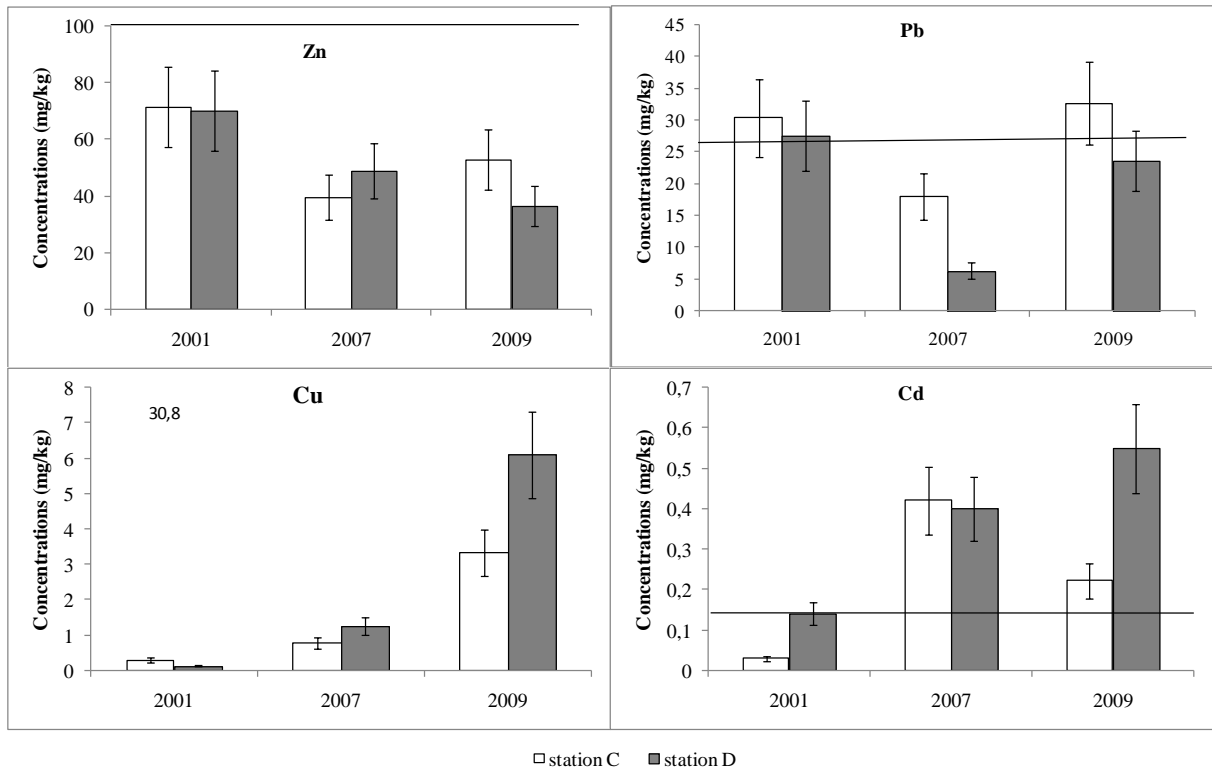 Zn
Concentrations (mg/kg)
100
80
60
40
20
0
2001 2007 2009
Pb
Concentrations (mg/kg)
45
40
35
30
25
20
15
10
5
0
2001 2007 2009
Cu
30,8
Concentrations (mg/kg)
8
7
6
5
4
3
2
1
0
2001 2007 2009
Cd
Concentrations (mg/kg)
0,7
0,6
0,5
0,4
0,3
0,2
0,1
0
2001 2007 2009
station C station D